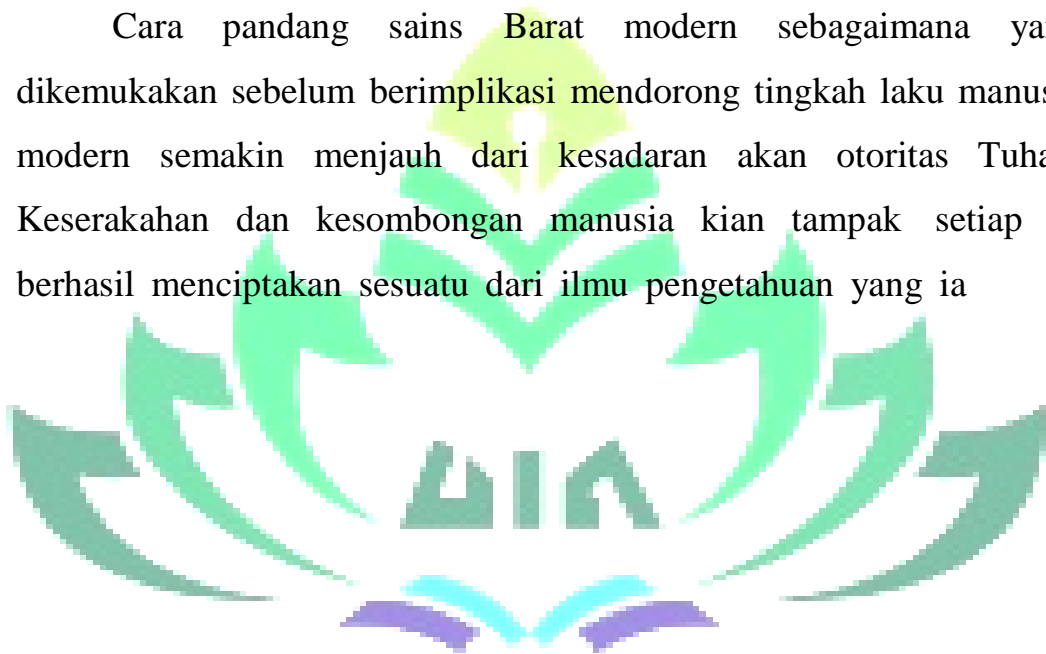 Cara pandang sains Barat modern sebagaimana
dikemukakan sebelum berimplikasi mendorong tingkah laku
modern semakin menjauh dari kesadaran akan otoritas
Keserakahan dan kesombongan manusia kian tampak setiap
berhasil menciptakan sesuatu dari ilmu pengetahuan yang ia
UIN